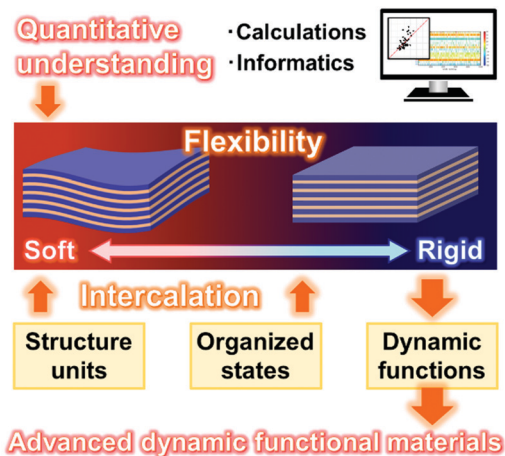 Quantitative
understanding
·Calculations
·Informatics
Flexibility
Soft
Rigid
Intercalation
Structure
units
Organized
states
Dynamic
functions
Advanced dynamic functional materials